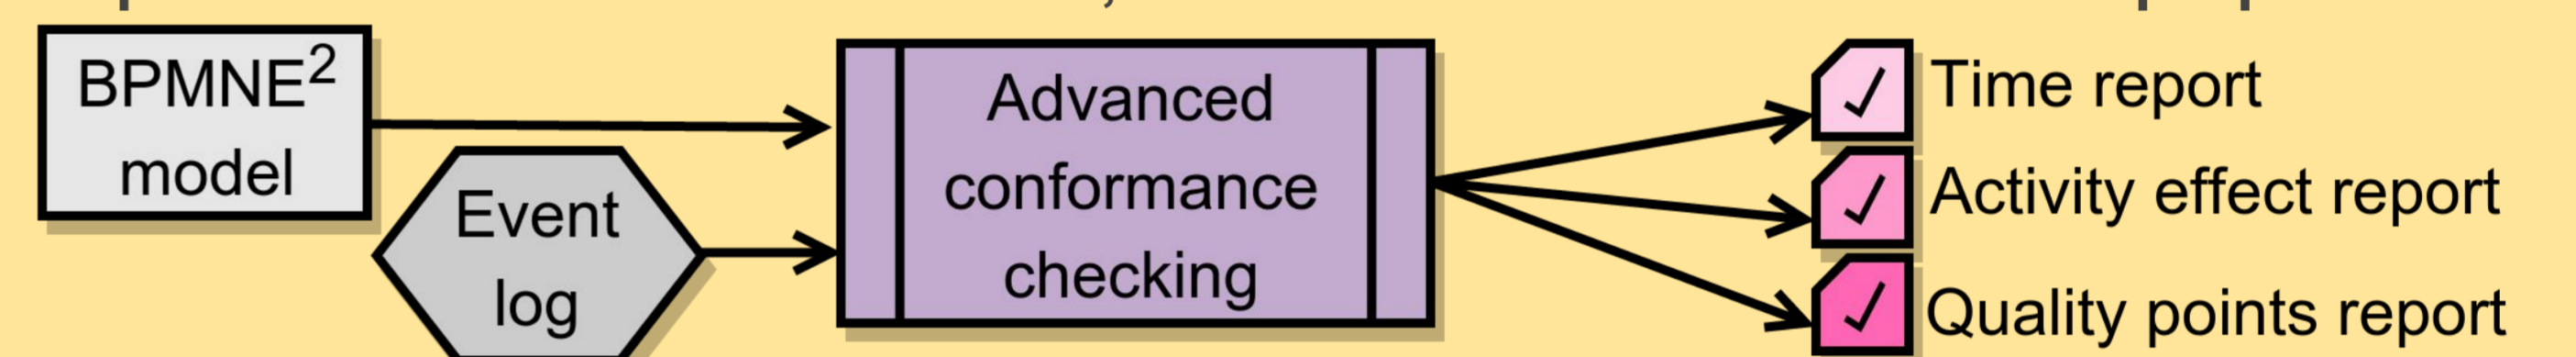 BPMNE²
model
Event
log
Advanced
conformance
checking
Time report
Activity effect report
Quality points report